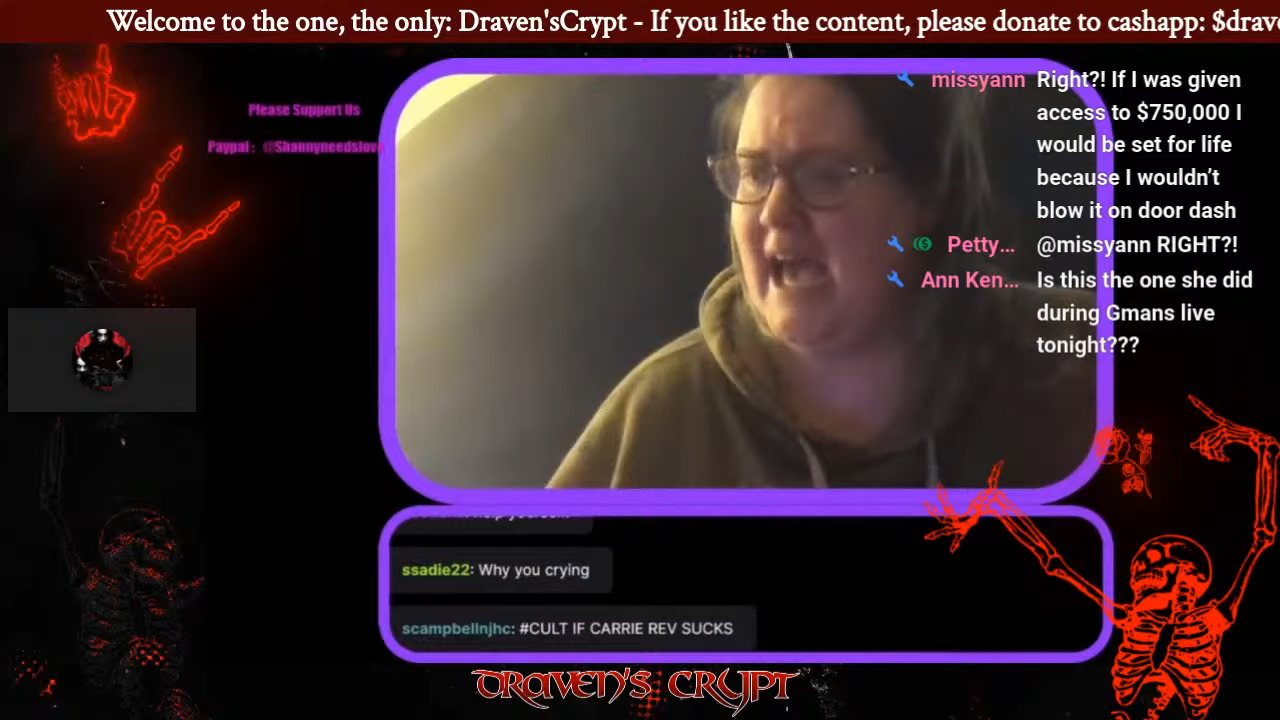 Welcome to the one, the only: Draven'sCrypt - If you like the content, please donate to cashapp: $drav
Please Support Us
Paypal : @Shannyneedslove
missyann Right?! If I was given
access to $750,000 I
would be set for life
because I wouldn't
blow it on door dash
Petty... @missyann RIGHT?!
Ann Ken... Is this the one she did
during Gmans live
tonight???
ssadie22: Why you crying
scampbellnjhc: #CULT IF CARRIE REV SUCKS
DRAVEN'S CRYPT